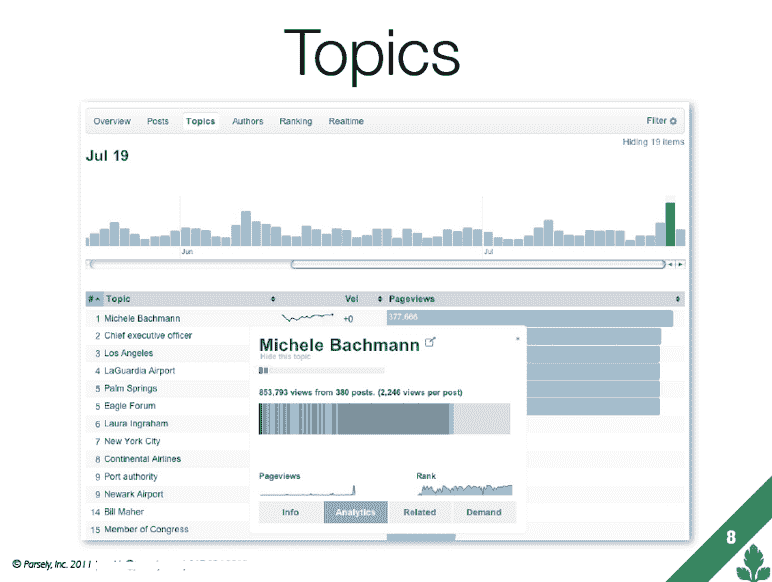 Topics
Overview Posts Topics Authors Ranking Realtime Filter
Hiding 19 items
Jul 19
Jun Jul
# Topic Vel Pageviews
1 Michele Bachmann +0 377,666
2 Chief executive officer
3 Los Angeles
4 LaGuardia Airport
5 Palm Springs
5 Eagle Forum
6 Laura Ingraham
7 New York City
8 Continental Airlines
9 Port authority
9 Newark Airport
14 Bill Maher
15 Member of Congress
Michele Bachmann
Hide this topic
853,793 views from 380 posts. (2,246 views per post)
Pageviews Rank
Info Analytics Related Demand
8
© Parsely, Inc. 2011